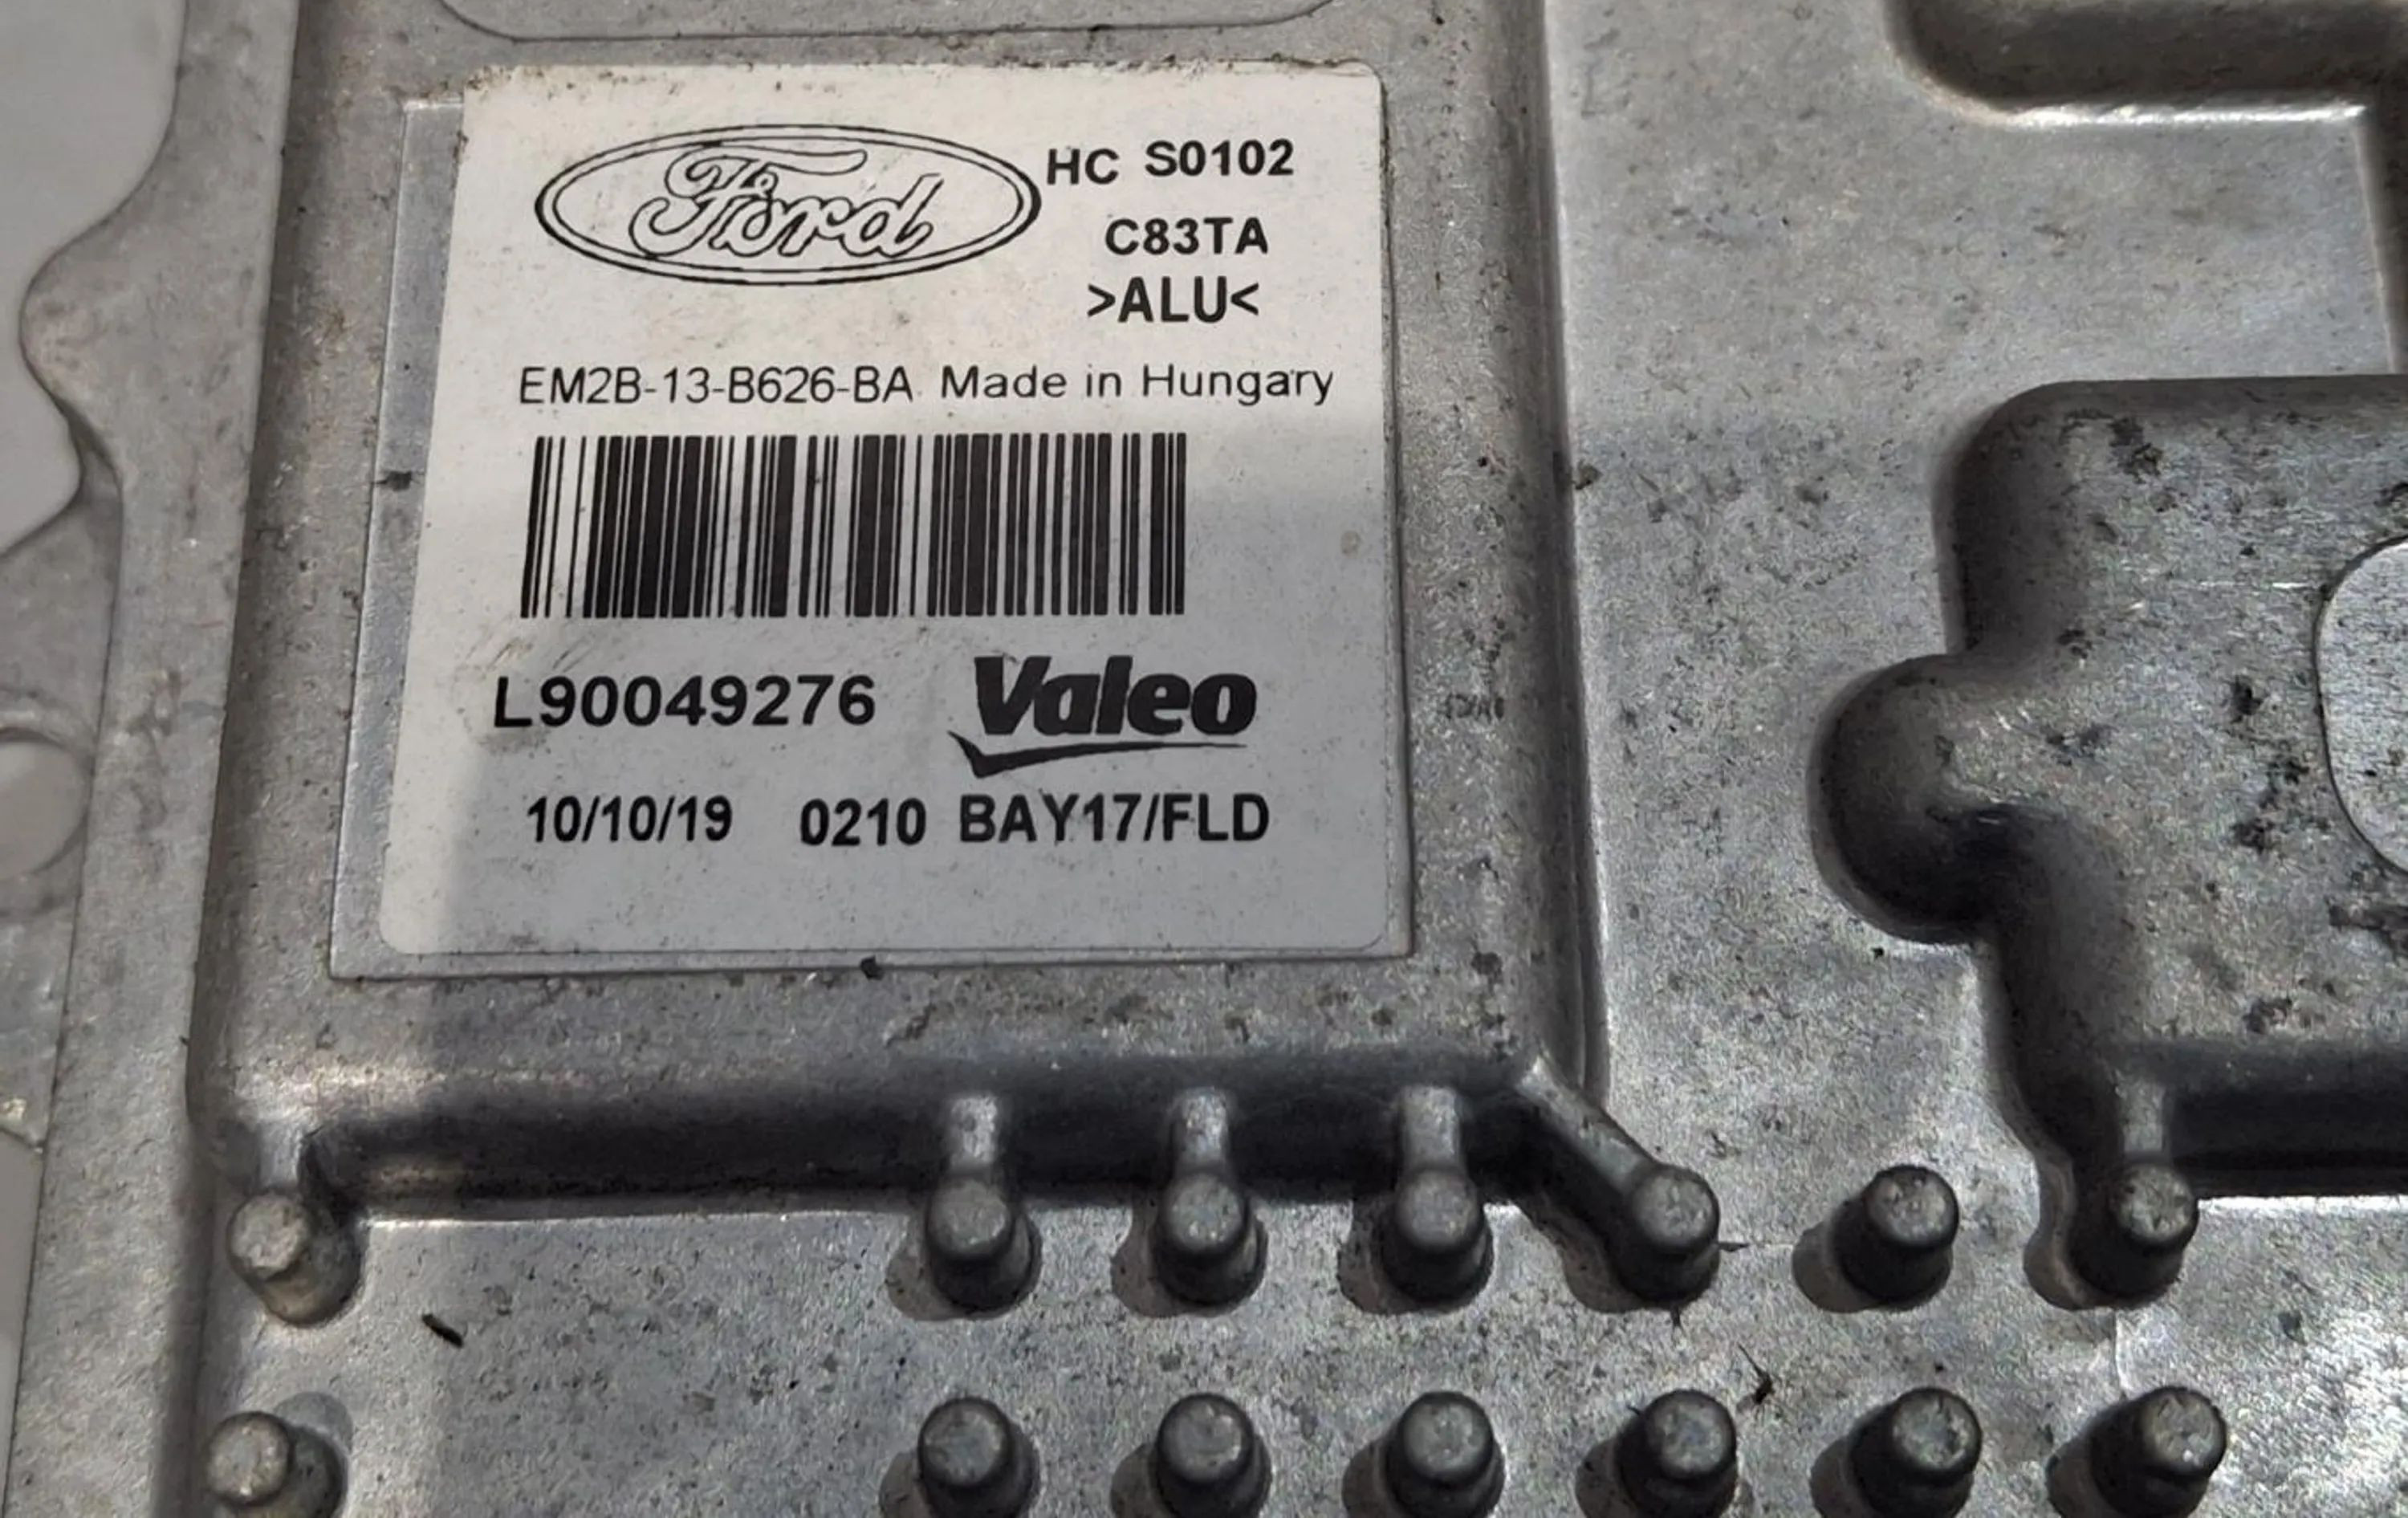 Ford
HC S0102
C83TA
>ALU<
EM2B-13-B626-BA Made in Hungary
L90049276 Valeo
10/10/19 0210 BAY17/FLD